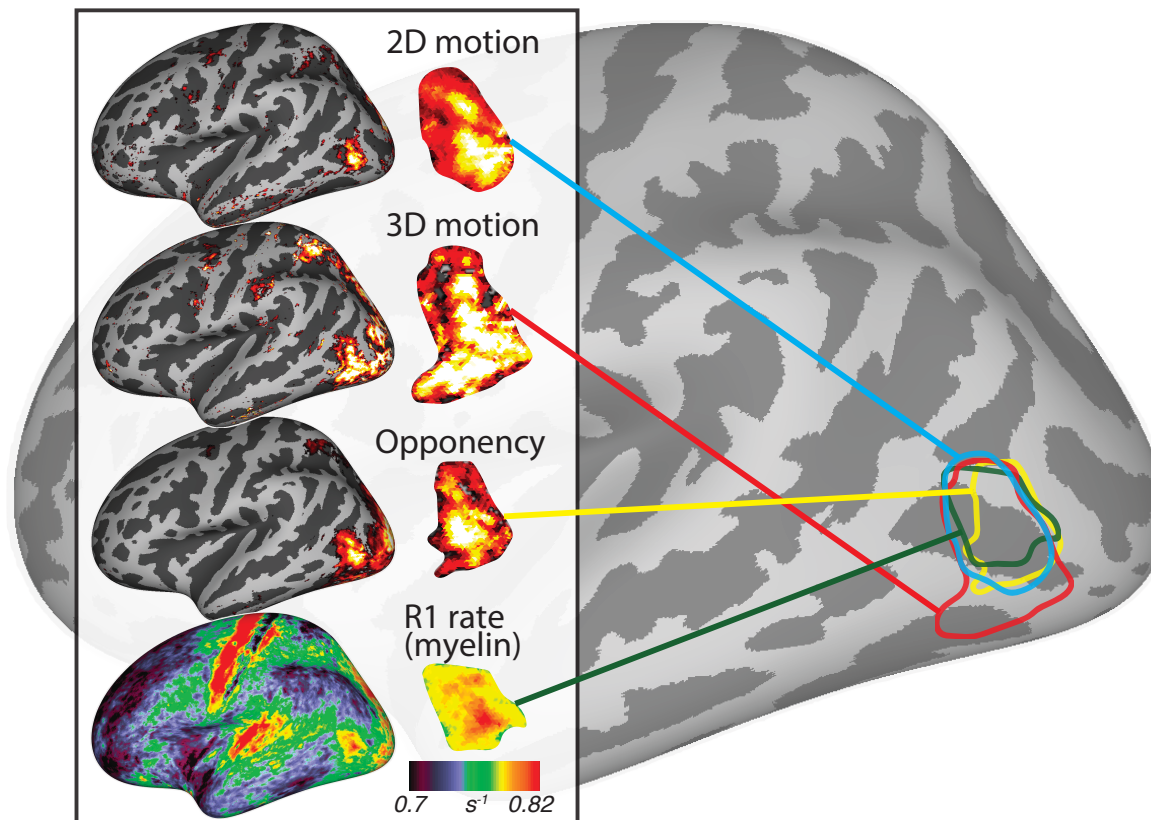 2D motion
3D motion
Opponency
R1 rate
(myelin)
0.7 s⁻¹ 0.82